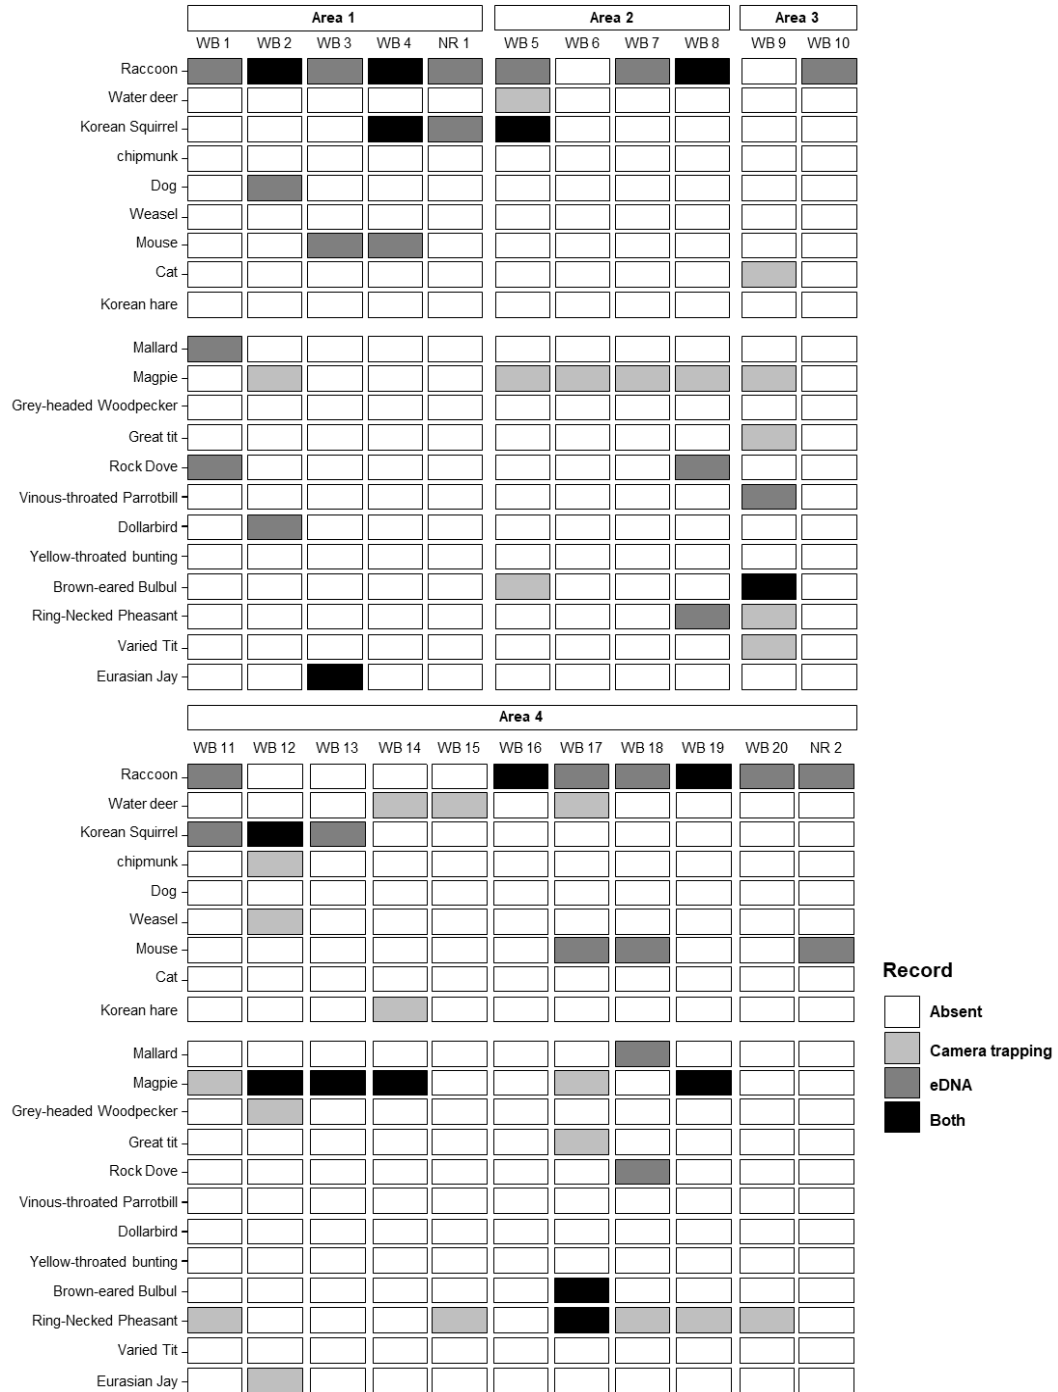 Area 1 Area 2 Area 3
WB 1 WB 2 WB 3 WB 4 NR 1 WB 5 WB 6 WB 7 WB 8 WB 9 WB 10
Raccoon
Water deer
Korean Squirrel
chipmunk
Dog
Weasel
Mouse
Cat
Korean hare
Mallard
Magpie
Grey-headed Woodpecker
Great tit
Rock Dove
Vinous-throated Parrotbill
Dollarbird
Yellow-throated bunting
Brown-eared Bulbul
Ring-Necked Pheasant
Varied Tit
Eurasian Jay
Area 4
WB 11 WB 12 WB 13 WB 14 WB 15 WB 16 WB 17 WB 18 WB 19 WB 20 NR 2
Raccoon
Water deer
Korean Squirrel
chipmunk
Dog
Weasel
Mouse
Cat
Korean hare
Mallard
Magpie
Grey-headed Woodpecker
Great tit
Rock Dove
Vinous-throated Parrotbill
Dollarbird
Yellow-throated bunting
Brown-eared Bulbul
Ring-Necked Pheasant
Varied Tit
Eurasian Jay
Record
Absent
Camera trapping
eDNA
Both